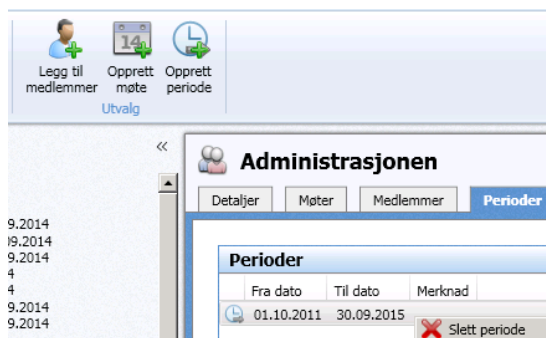 14
Legg til medlemmer
Opprett møte
Opprett periode
Utvalg
«
Administrasjonen
Detaljer
Møter
Medlemmer
Perioder
9.2014
09.2014
9.2014
4
4
9.2014
9.2014
Perioder
Fra dato Til dato Merknad
01.10.2011 30.09.2015
Slett periode